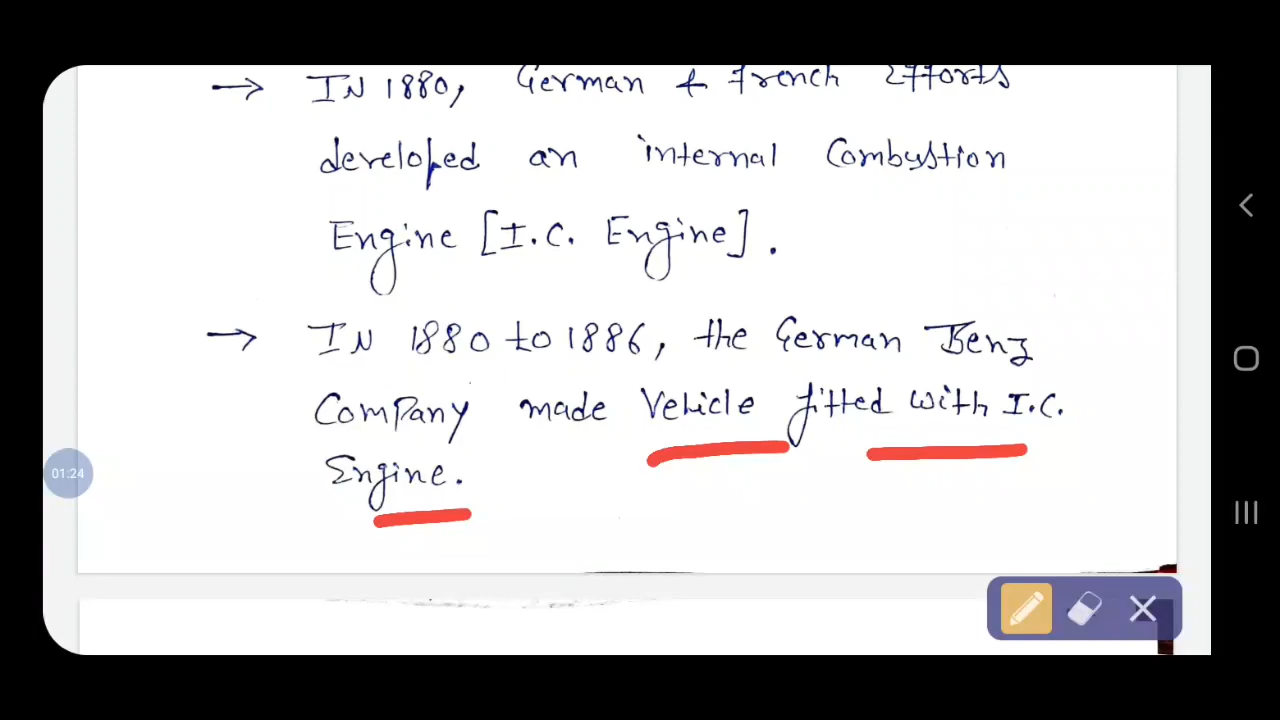 → IN 1880, German & French Efforts
developed an internal Combustion
Engine [I.C. Engine].
→ IN 1880 to 1886, the German Benz
Company made Vehicle fitted with I.C.
Engine.
01:24